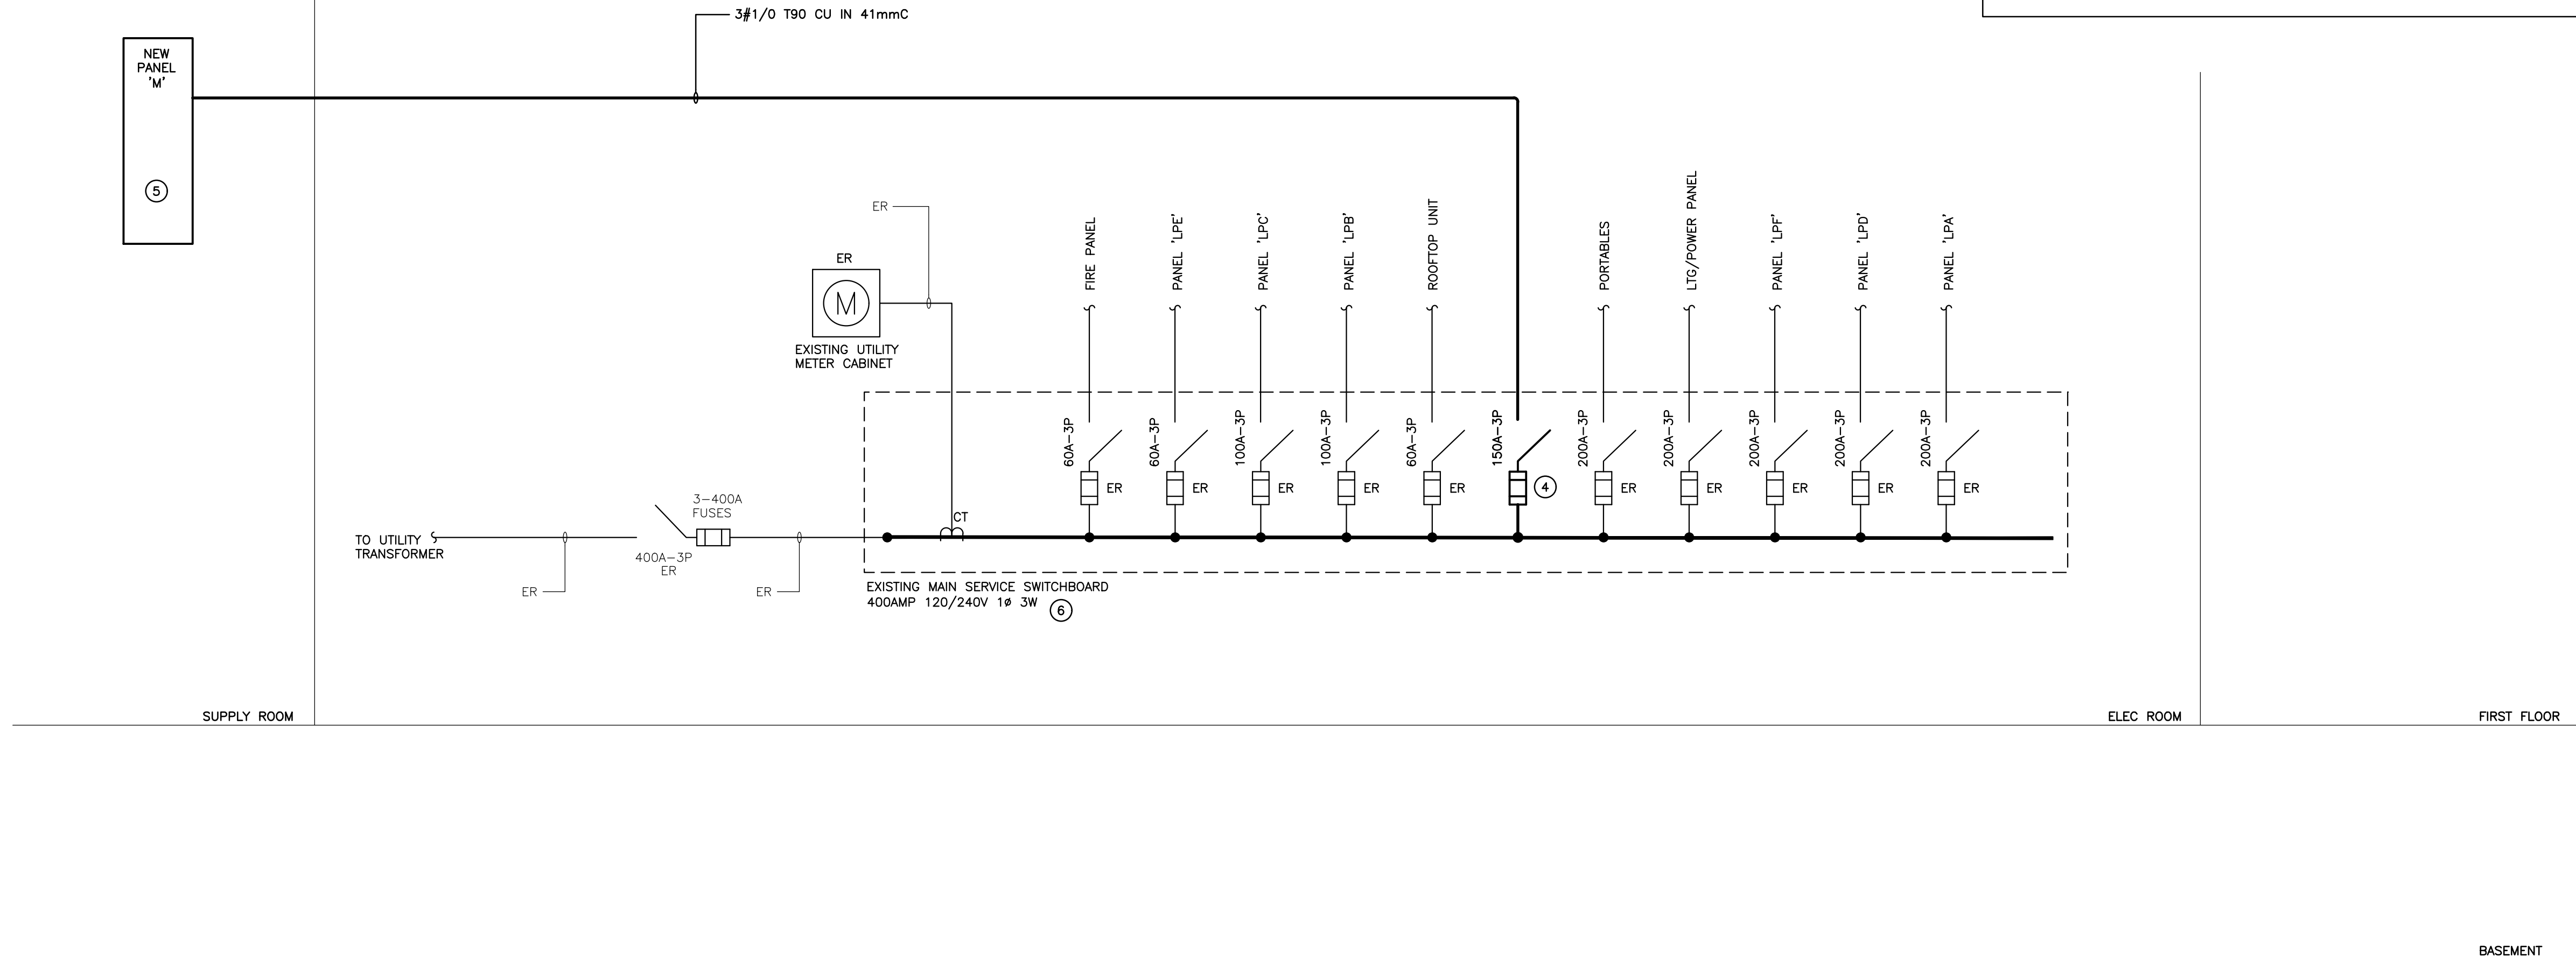 3#1/0 T90 CU IN 41mmC
NEW
PANEL
'M'
5
ER
ER
M
EXISTING UTILITY
METER CABINET
FIRE PANEL
PANEL 'LPE'
PANEL 'LPC'
PANEL 'LPB'
ROOFTOP UNIT
PORTABLES
LTG/POWER PANEL
PANEL 'LPF'
PANEL 'LPD'
PANEL 'LPA'
60A-3P
60A-3P
100A-3P
100A-3P
60A-3P
150A-3P
200A-3P
200A-3P
200A-3P
200A-3P
200A-3P
ER
ER
ER
ER
ER
4
ER
ER
ER
ER
ER
3-400A
FUSES
CT
TO UTILITY
TRANSFORMER
400A-3P
ER
ER
ER
EXISTING MAIN SERVICE SWITCHBOARD
400AMP 120/240V 1ø 3W
6
SUPPLY ROOM
ELEC ROOM
FIRST FLOOR
BASEMENT